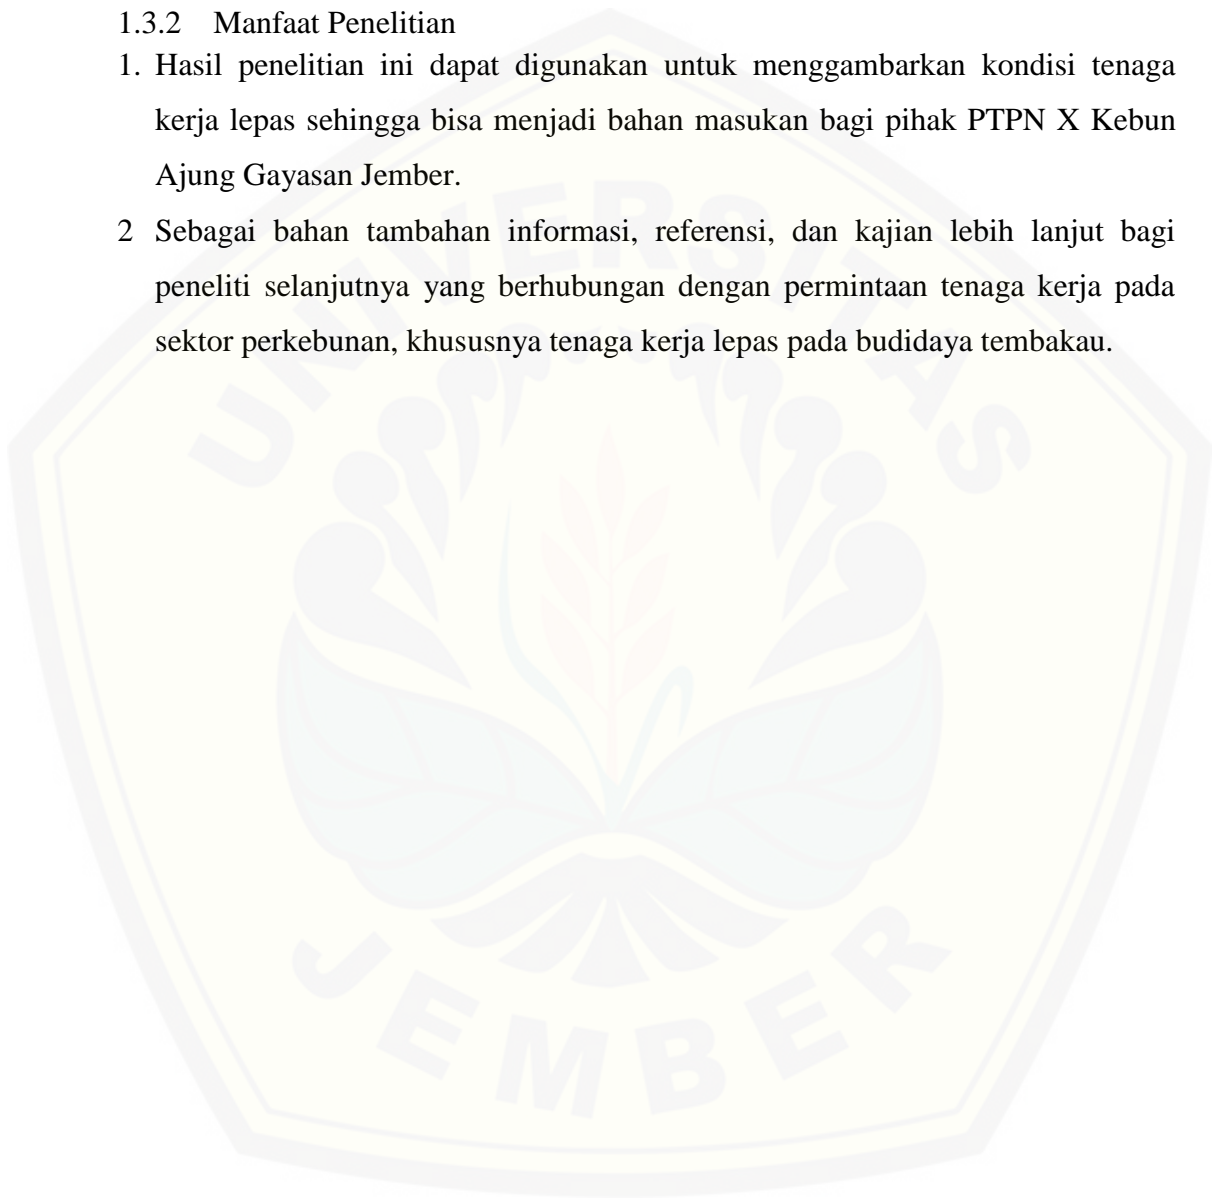 1.3.2 Manfaat Penelitian
1. Hasil penelitian ini dapat digunakan untuk menggambarkan kondisi tenaga
kerja lepas sehingga bisa menjadi bahan masukan bagi pihak PTPN X Kebun
Ajung Gayasan Jember.
2 Sebagai bahan tambahan informasi, referensi, dan kajian lebih lanjut bagi
peneliti selanjutnya yang berhubungan dengan permintaan tenaga kerja pada
sektor perkebunan, khususnya tenaga kerja lepas pada budidaya tembakau.
UNIVERSITAS
JEMBER